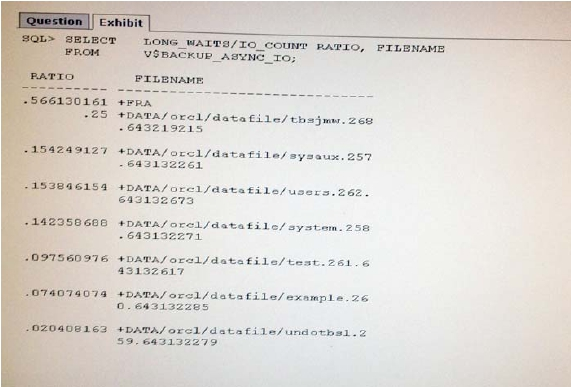 Question Exhibit
SQL> SELECT LONG_WAITS/IO_COUNT RATIO, FILENAME
FROM V$BACKUP_ASYNC_IO;
RATIO FILENAME
---------- ----------------------------
.566130161 +FRA
.25 +DATA/orcl/datafile/tbsjmw.268
.643219215
.154249127 +DATA/orcl/datafile/sysaux.257
.643132261
.153846154 +DATA/orcl/datafile/users.262.
643132673
.142358688 +DATA/orcl/datafile/system.258
.643132271
.097560976 +DATA/orcl/datafile/test.261.6
43132617
.074074074 +DATA/orcl/datafile/example.26
0.643132285
.020408163 +DATA/orcl/datafile/undotbs1.2
59.643132279